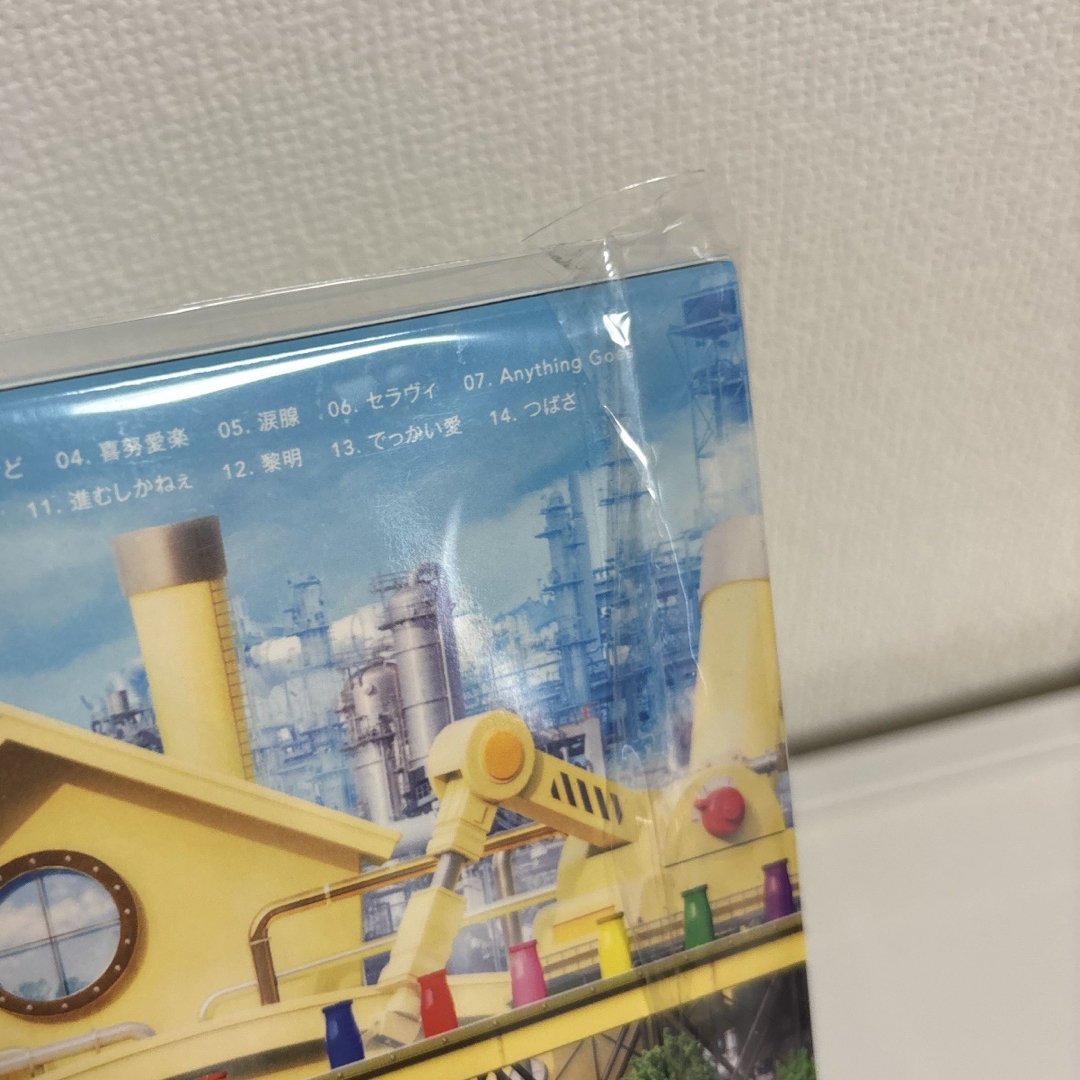 ど 04. 喜努愛楽 05. 涙腺 06. セラヴィ 07. Anything Goes
11. 進むしかねぇ 12. 黎明 13. でっかい愛 14. つばさ